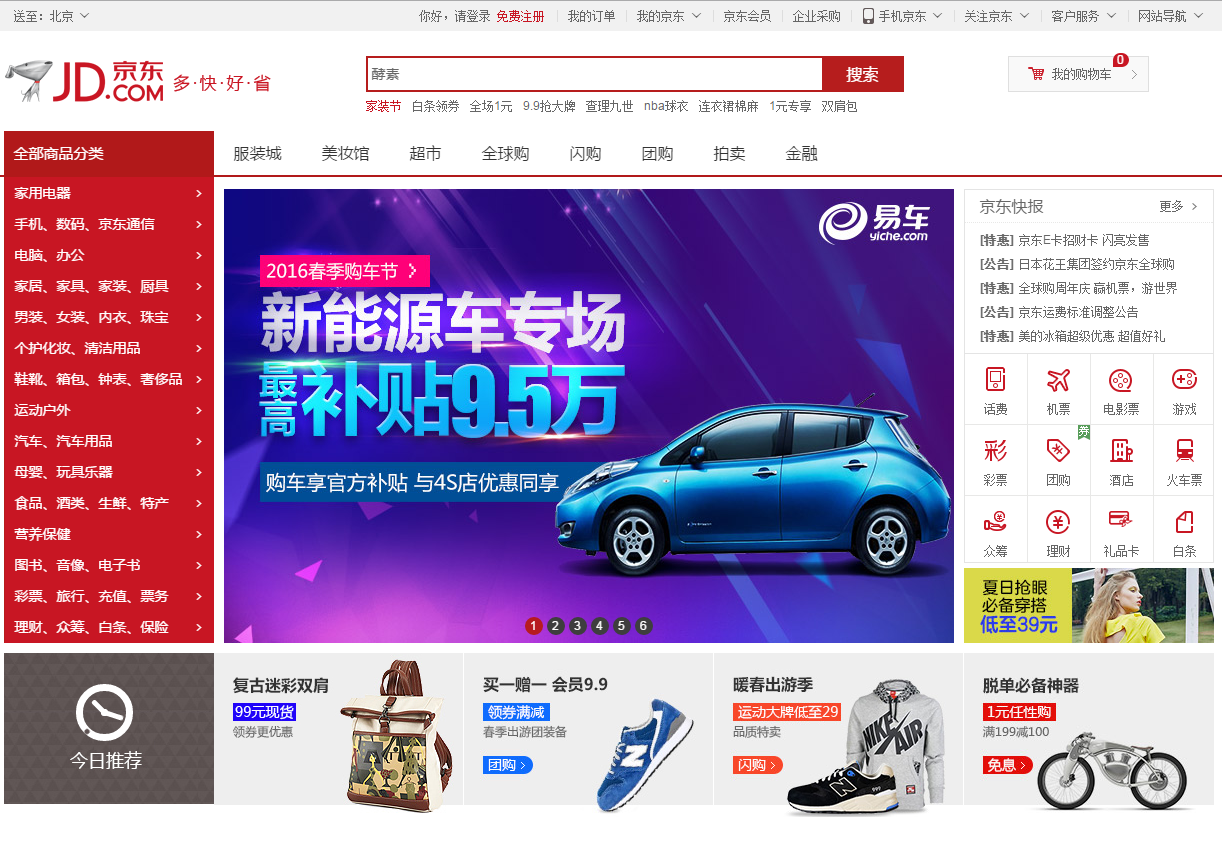 送至：北京
你好，请登录 免费注册 我的订单 我的京东 京东会员 企业采购 手机京东 关注京东 客户服务 网站导航
JD.COM 京东
多·快·好·省
酵素
搜索
我的购物车 0
家装节 白条领券 全场1元 9.9抢大牌 查理九世 nba球衣 连衣裙棉麻 1元专享 双肩包
全部商品分类
服装城 美妆馆 超市 全球购 闪购 团购 拍卖 金融
家用电器
手机、数码、京东通信
电脑、办公
家居、家具、家装、厨具
男装、女装、内衣、珠宝
个护化妆、清洁用品
鞋靴、箱包、钟表、奢侈品
运动户外
汽车、汽车用品
母婴、玩具乐器
食品、酒类、生鲜、特产
营养保健
图书、音像、电子书
彩票、旅行、充值、票务
理财、众筹、白条、保险
易车
yiche.com
2016春季购车节
新能源车专场
最高补贴9.5万
购车享官方补贴 与4S店优惠同享
1 2 3 4 5 6
京东快报 更多
[特惠] 京东E卡招财卡 闪亮发售
[公告] 日本花王集团签约京东全球购
[特惠] 全球购周年庆 赢机票，游世界
[公告] 京东运费标准调整公告
[特惠] 美的冰箱超级优惠 超值好礼
话费 机票 电影票 游戏
券
彩
彩票 团购 酒店 火车票
众筹 理财 礼品卡 白条
夏日抢眼
必备穿搭
低至39元
今日推荐
复古迷彩双肩
99元现货
领券更优惠
买一赠一 会员9.9
领券满减
春季出游团装备
团购
暖春出游季
运动大牌低至29
品质特卖
闪购
NIKE
AIR
脱单必备神器
1元任性购
满199减100
免息